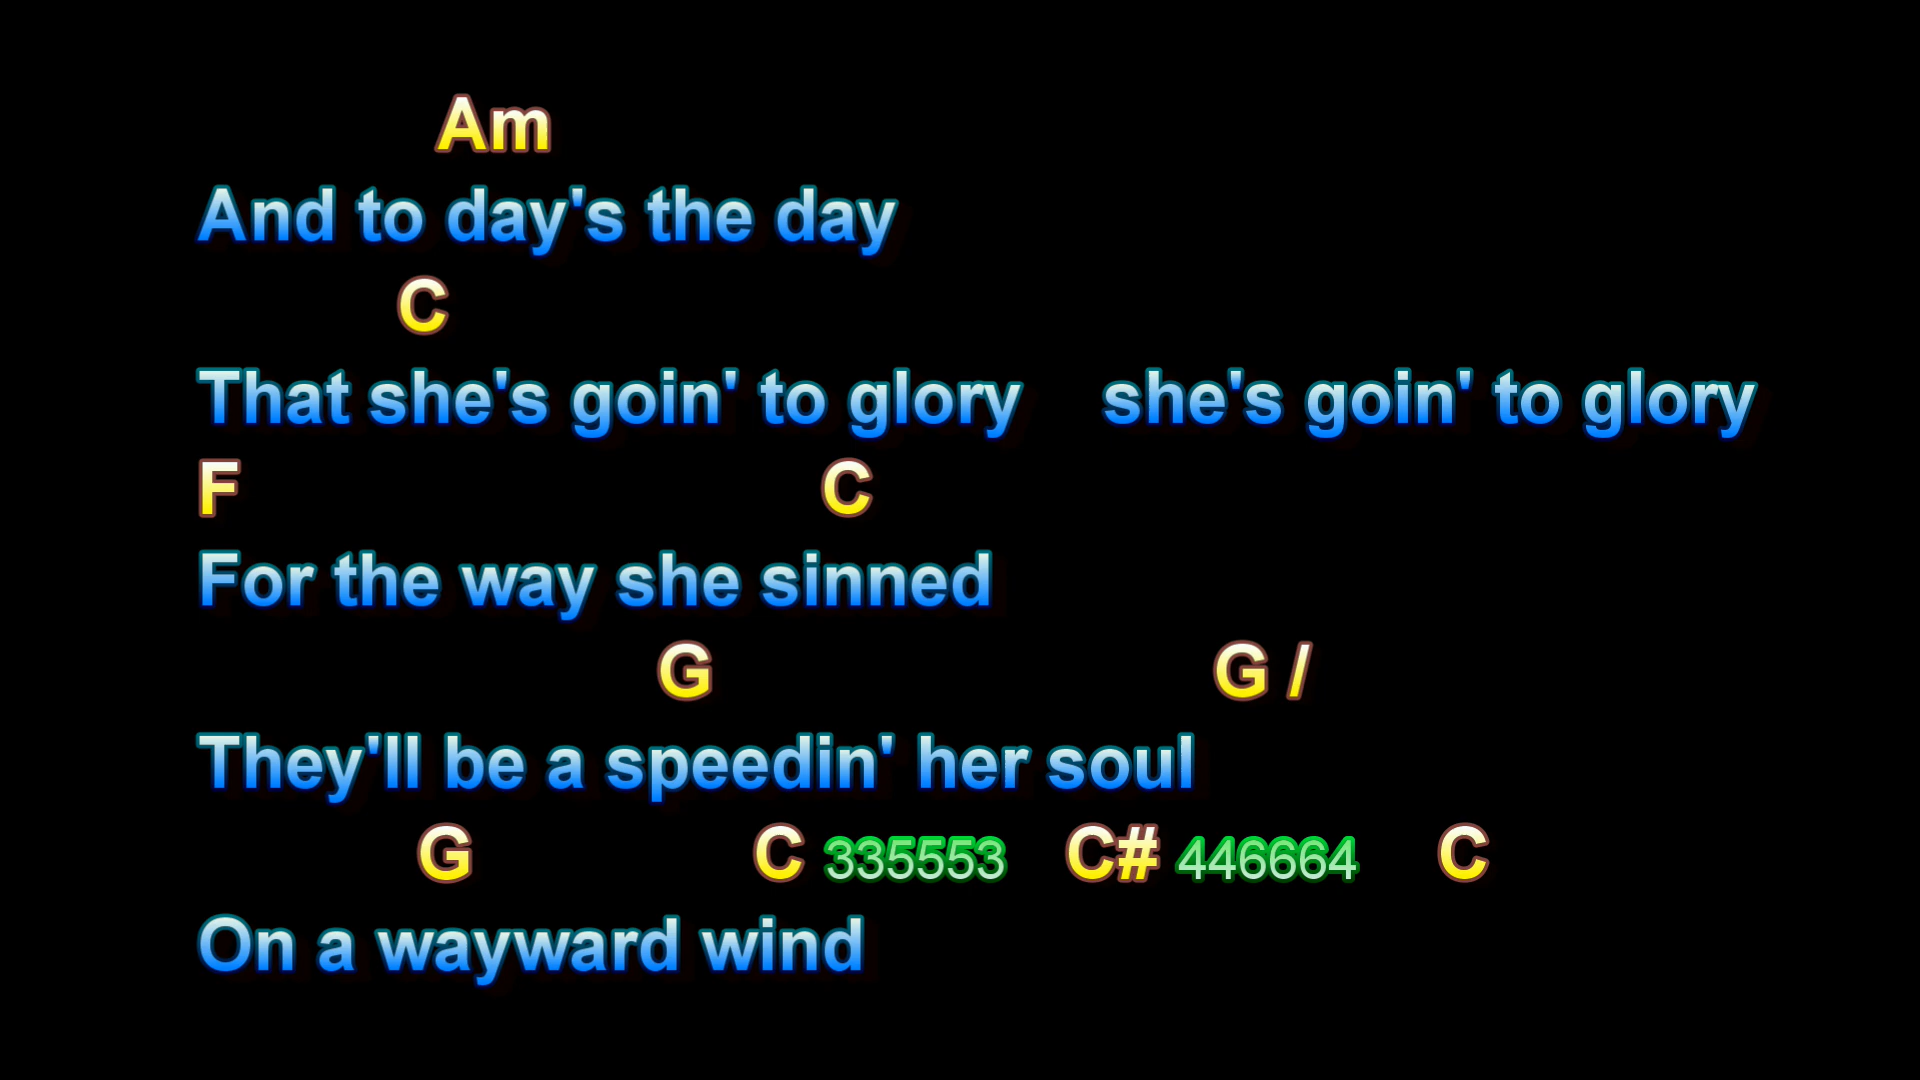 Am
And to day's the day
C
That she's goin' to glory she's goin' to glory
F C
For the way she sinned
G G /
They'll be a speedin' her soul
G C 335553 C# 446664 C
On a wayward wind